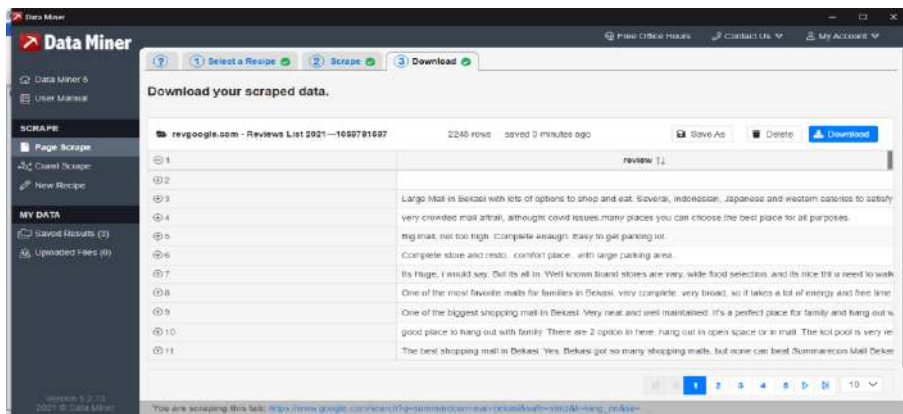 Data Miner
Data Miner
Free Office Hours
Contact Us
My Account
? 1 Select a Recipe 2 Scrape 3 Download
Data Miner 5
User Manual
Download your scraped data.
SCRAPE
Page Scrape
Crawl Scrape
New Recipe
MY DATA
Saved Results (3)
Uploaded Files (0)
2245 rows saved 3 minutes ago
Save As
Delete
Download
1 review
2
3 Large Mall in Bekasi with lots of options to shop and eat. Several, Indonesian, Japanese and western eateries to satisfy
4 very crowded mall aftrall, althought covid issues.many places you can choose the best place for all purposes.
5 Big mall, not too high. Complete enaugh. Easy to get parking lot.
6 Complete store and resto.. comfort place.. with large parking area..
7 Its Huge, I would say. But its all in. Well known brand stores are vary, wide food selection, and its nice tht u need to walk
8 One of the most favorite malls for families in Bekasi, very complete, very broad, so it takes a lot of energy and free time
9 One of the biggest shopping mall in Bekasi. Very neat and well maintained. It's a perfect place for family and hang out w
10 good place to hang out with family. There are 2 option in here, hang out in open space or in mall. The koi pool is very re
11 The best shopping mall in Bekasi. Yes, Bekasi got so many shopping malls, but none can beat Summarecon Mall Bekas
1 2 3 4 5 10
2021 © Data Miner
You are scraping this tab: